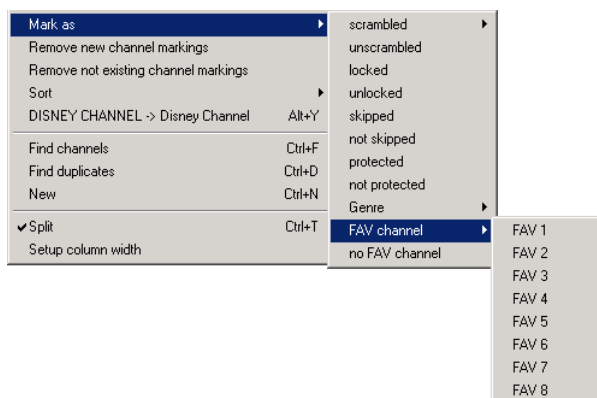 Mark as
Remove new channel markings
Remove not existing channel markings
Sort
DISNEY CHANNEL -> Disney Channel Alt+Y
Find channels Ctrl+F
Find duplicates Ctrl+D
New Ctrl+N
Split Ctrl+T
Setup column width
scrambled
unscrambled
locked
unlocked
skipped
not skipped
protected
not protected
Genre
FAV channel
no FAV channel
FAV 1
FAV 2
FAV 3
FAV 4
FAV 5
FAV 6
FAV 7
FAV 8